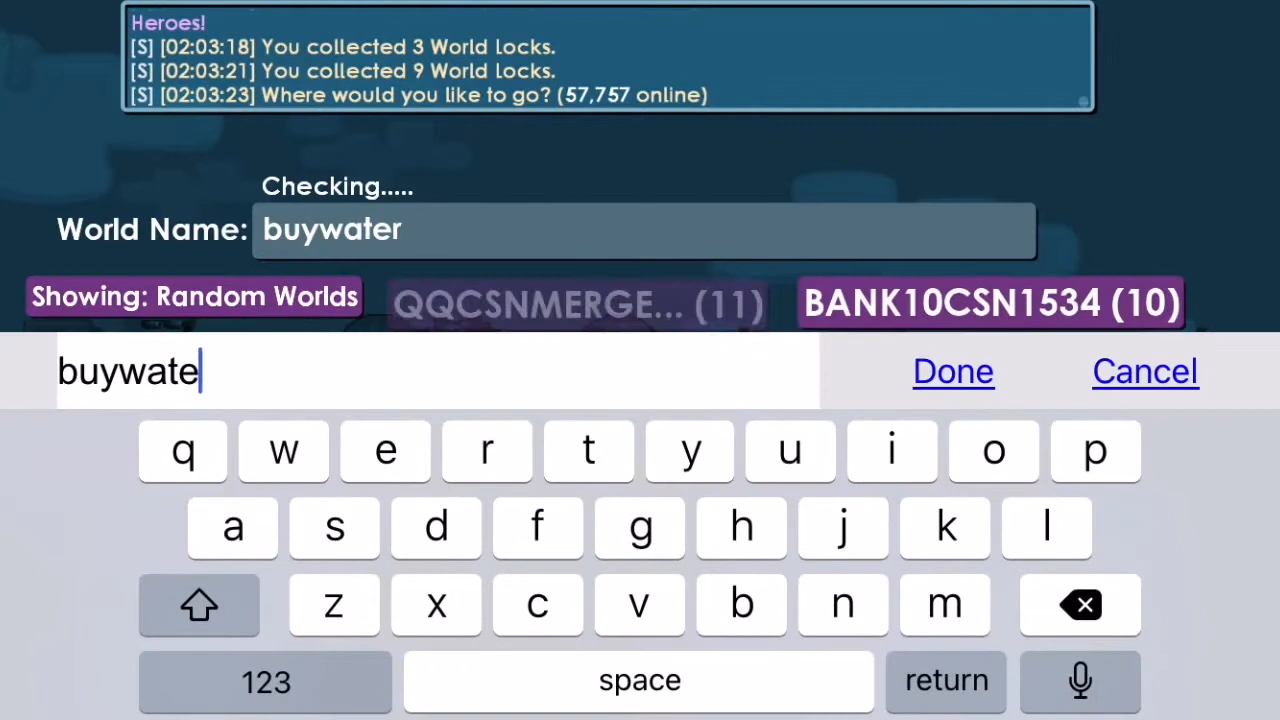 Heroes!
[S] [02:03:18] You collected 3 World Locks.
[S] [02:03:21] You collected 9 World Locks.
[S] [02:03:23] Where would you like to go? (57,757 online)
Checking.....
World Name: buywater
Showing: Random Worlds QQCSNMERGE... (11) BANK10CSN1534 (10)
buywate Done Cancel
q w e r t y u i o p
a s d f g h j k l
z x c v b n m
123 space return